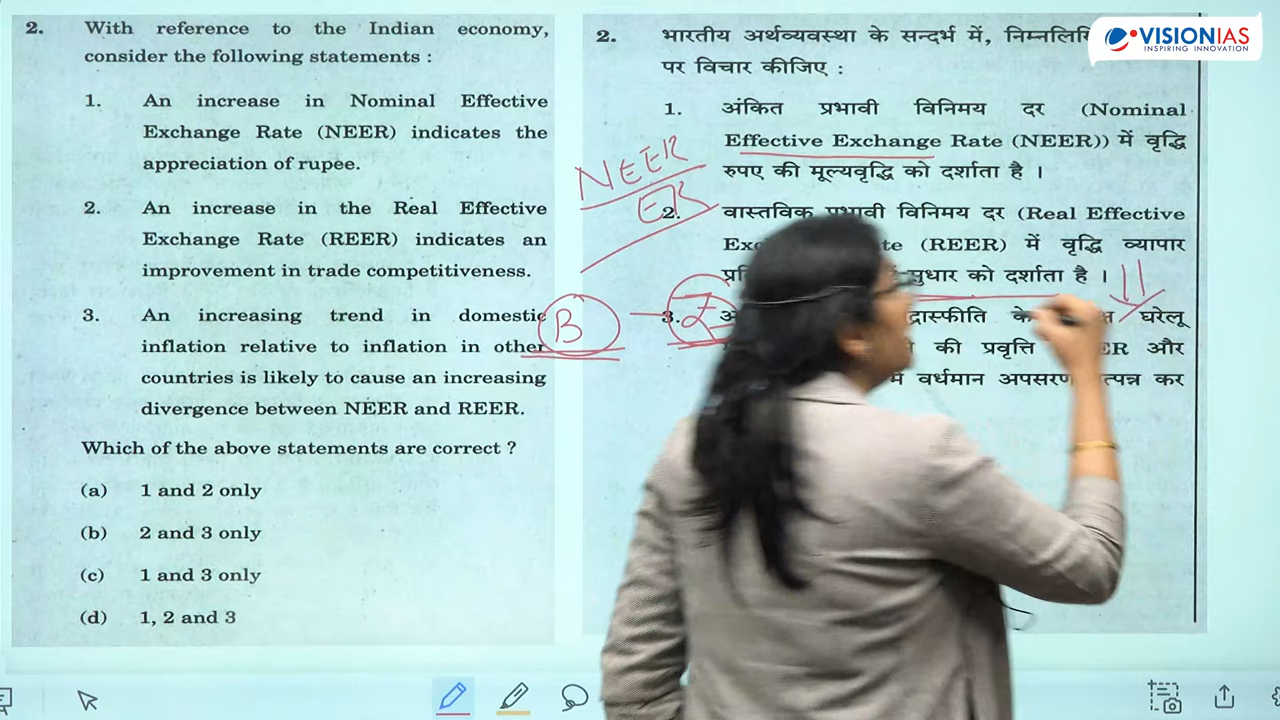 2. With reference to the Indian economy,
consider the following statements :
1. An increase in Nominal Effective
Exchange Rate (NEER) indicates the
appreciation of rupee.
2. An increase in the Real Effective
Exchange Rate (REER) indicates an
improvement in trade competitiveness.
3. An increasing trend in domestic
inflation relative to inflation in other
countries is likely to cause an increasing
divergence between NEER and REER.
Which of the above statements are correct ?
(a) 1 and 2 only
(b) 2 and 3 only
(c) 1 and 3 only
(d) 1, 2 and 3
NEER
ER
B
2. भारतीय अर्थव्यवस्था के सन्दर्भ में,
पर विचार कीजिए :
1. अंकित प्रभावी विनिमय दर (Nominal
Effective Exchange Rate (NEER)) में वृद्धि
रुपए की मूल्यवृद्धि को दर्शाता है ।
2. वास्तविक प्रभावी विनिमय दर (Real Effective
(REER) में वृद्धि व्यापार
सुधार को दर्शाता है ।
3. घरेलू
की प्रवृत्ति और
वर्धमान अपसरण कर
VISIONIAS
INSPIRING INNOVATION